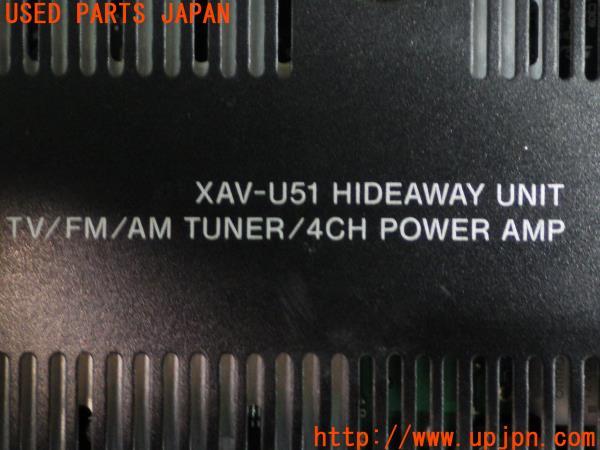 USED PARTS JAPAN
XAV-U51 HIDEAWAY UNIT
TV/FM/AM TUNER/4CH POWER AMP
http://www.upjpn.com/